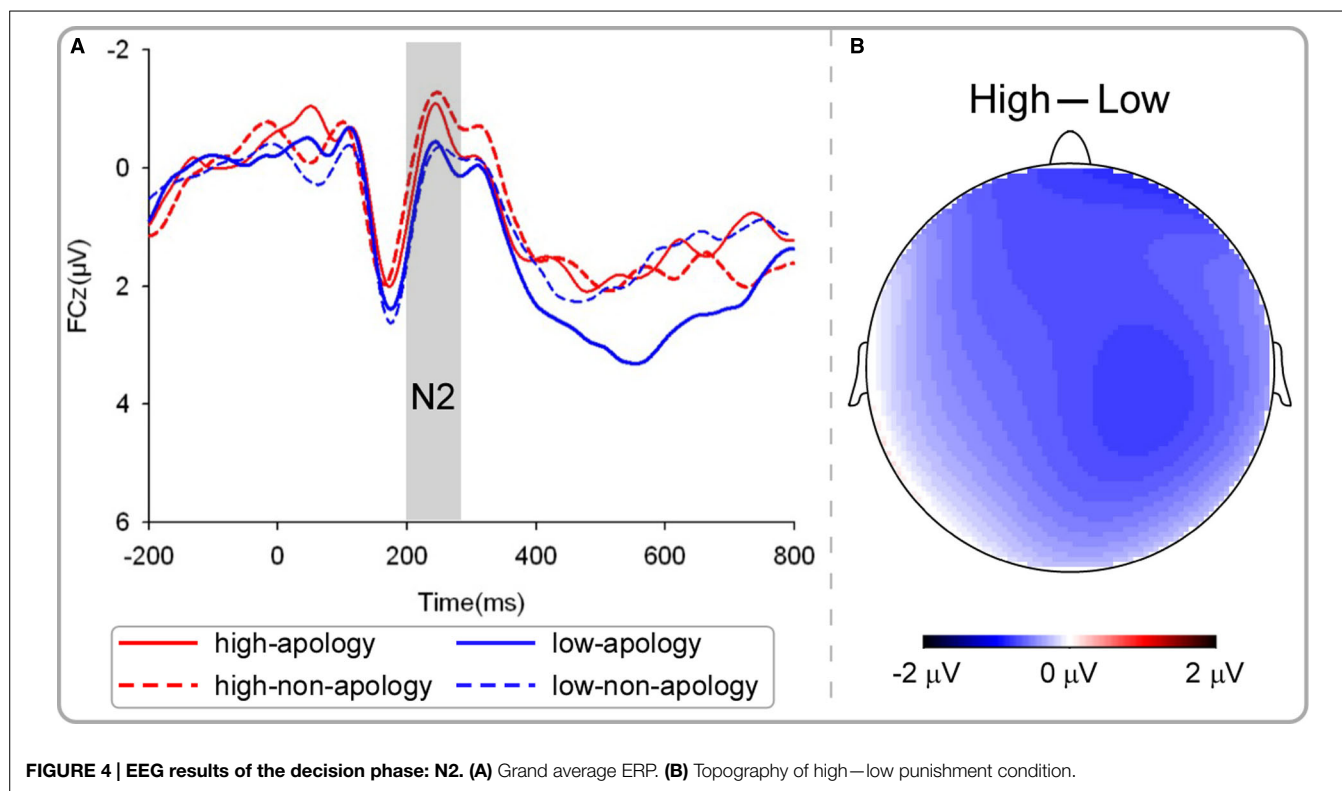 A
-2
0
2
4
6
FCz(µV)
N2
-200 0 200 400 600 800
Time(ms)
high-apology low-apology
high-non-apology low-non-apology
B
High — Low
-2 µV 0 µV 2 µV
FIGURE 4 | EEG results of the decision phase: N2. (A) Grand average ERP. (B) Topography of high—low punishment condition.